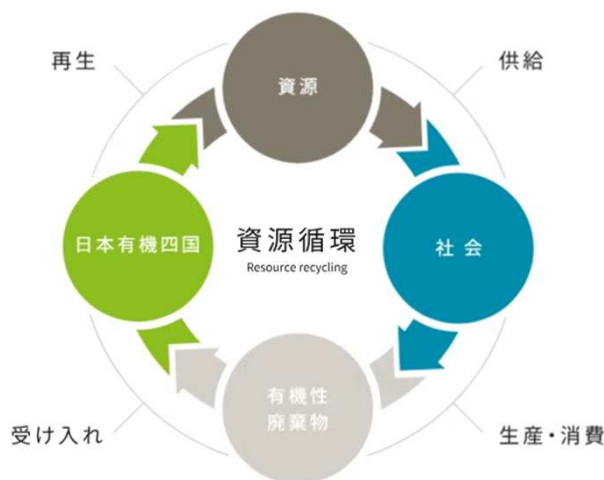 再生
供給
資源
日本有機四国
資源循環
Resource recycling
社会
有機性
廃棄物
受け入れ
生産・消費